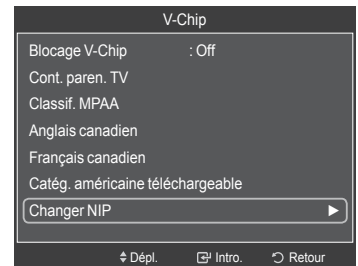 V-Chip
Blocage V-Chip : Off
Cont. paren. TV
Classif. MPAA
Anglais canadien
Français canadien
Catég. américaine téléchargeable
Changer NIP ►
Dépl. Intro. Retour